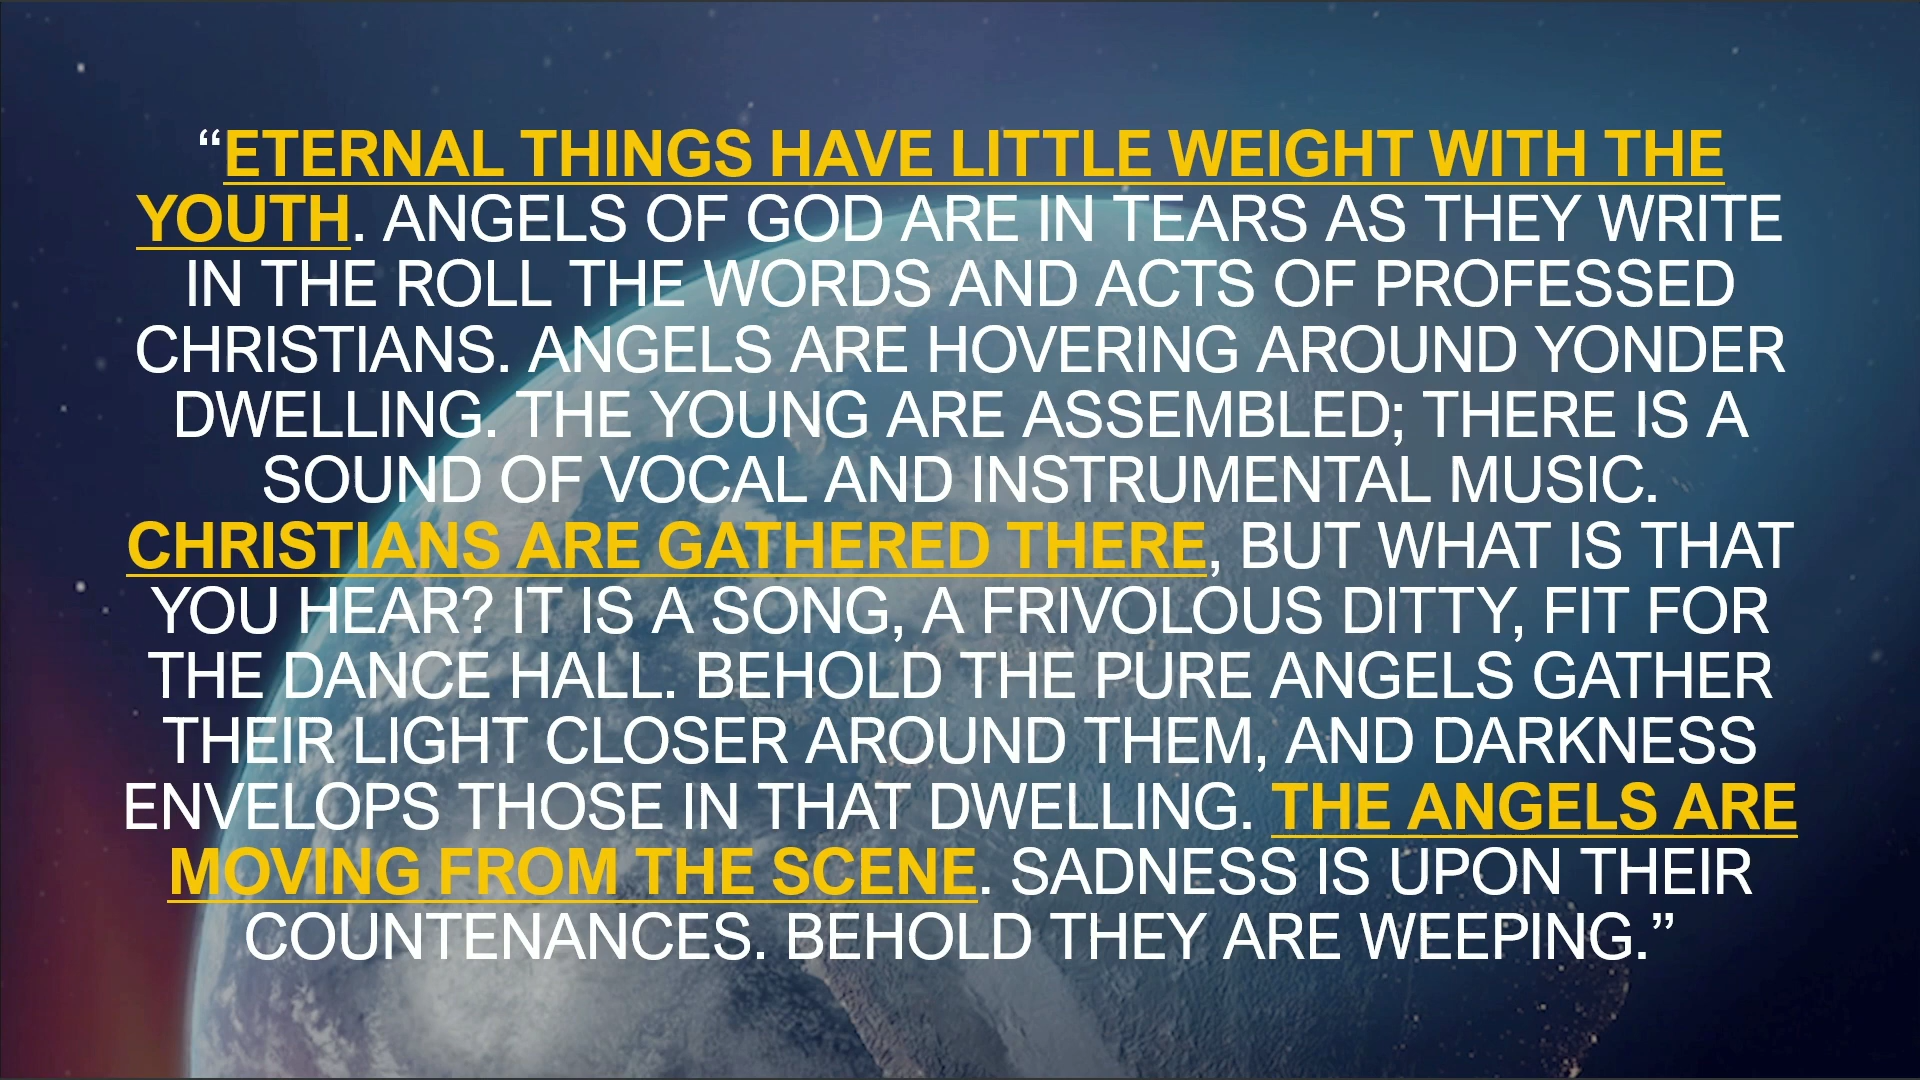 “ETERNAL THINGS HAVE LITTLE WEIGHT WITH THE
YOUTH. ANGELS OF GOD ARE IN TEARS AS THEY WRITE
IN THE ROLL THE WORDS AND ACTS OF PROFESSED
CHRISTIANS. ANGELS ARE HOVERING AROUND YONDER
DWELLING. THE YOUNG ARE ASSEMBLED; THERE IS A
SOUND OF VOCAL AND INSTRUMENTAL MUSIC.
CHRISTIANS ARE GATHERED THERE, BUT WHAT IS THAT
YOU HEAR? IT IS A SONG, A FRIVOLOUS DITTY, FIT FOR
THE DANCE HALL. BEHOLD THE PURE ANGELS GATHER
THEIR LIGHT CLOSER AROUND THEM, AND DARKNESS
ENVELOPS THOSE IN THAT DWELLING. THE ANGELS ARE
MOVING FROM THE SCENE. SADNESS IS UPON THEIR
COUNTENANCES. BEHOLD THEY ARE WEEPING.”